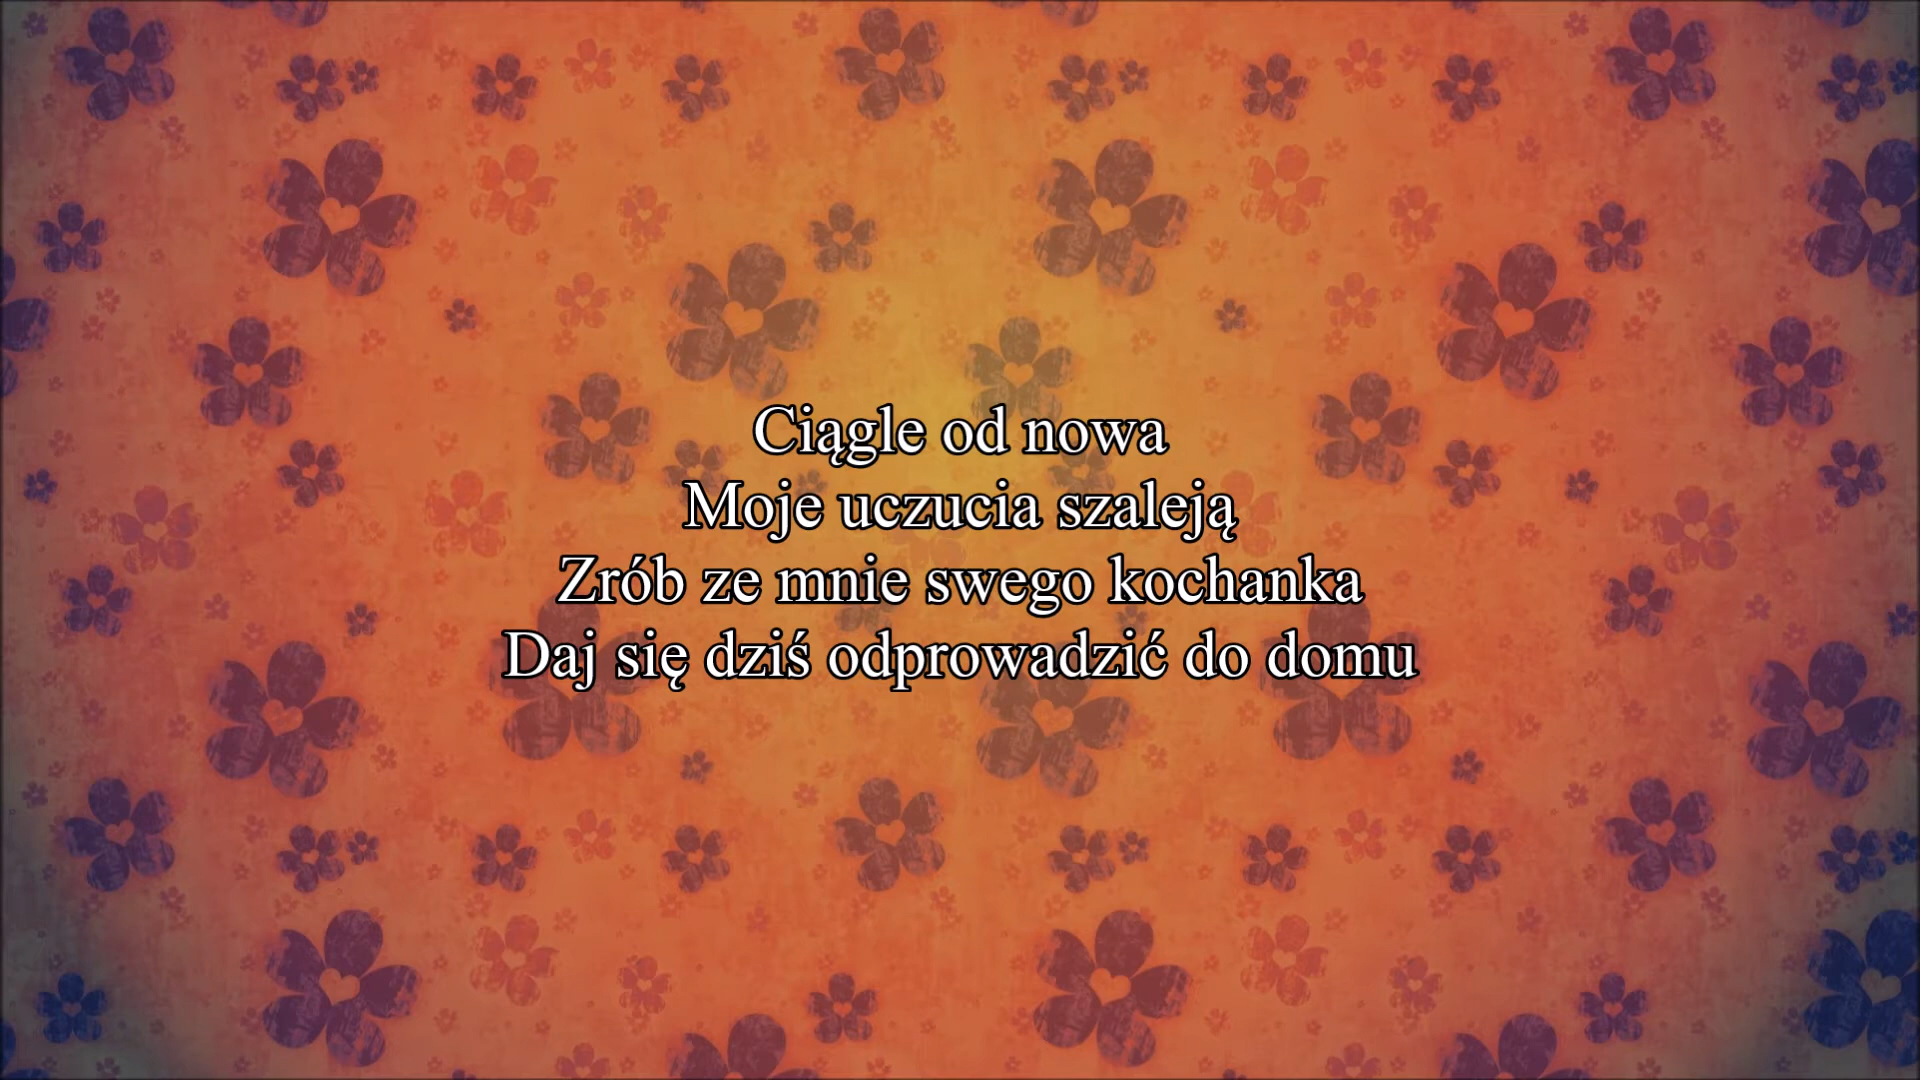 Ciągle od nowa
Moje uczucia szaleją
Zrób ze mnie swego kochanka
Daj się dziś odprowadzić do domu